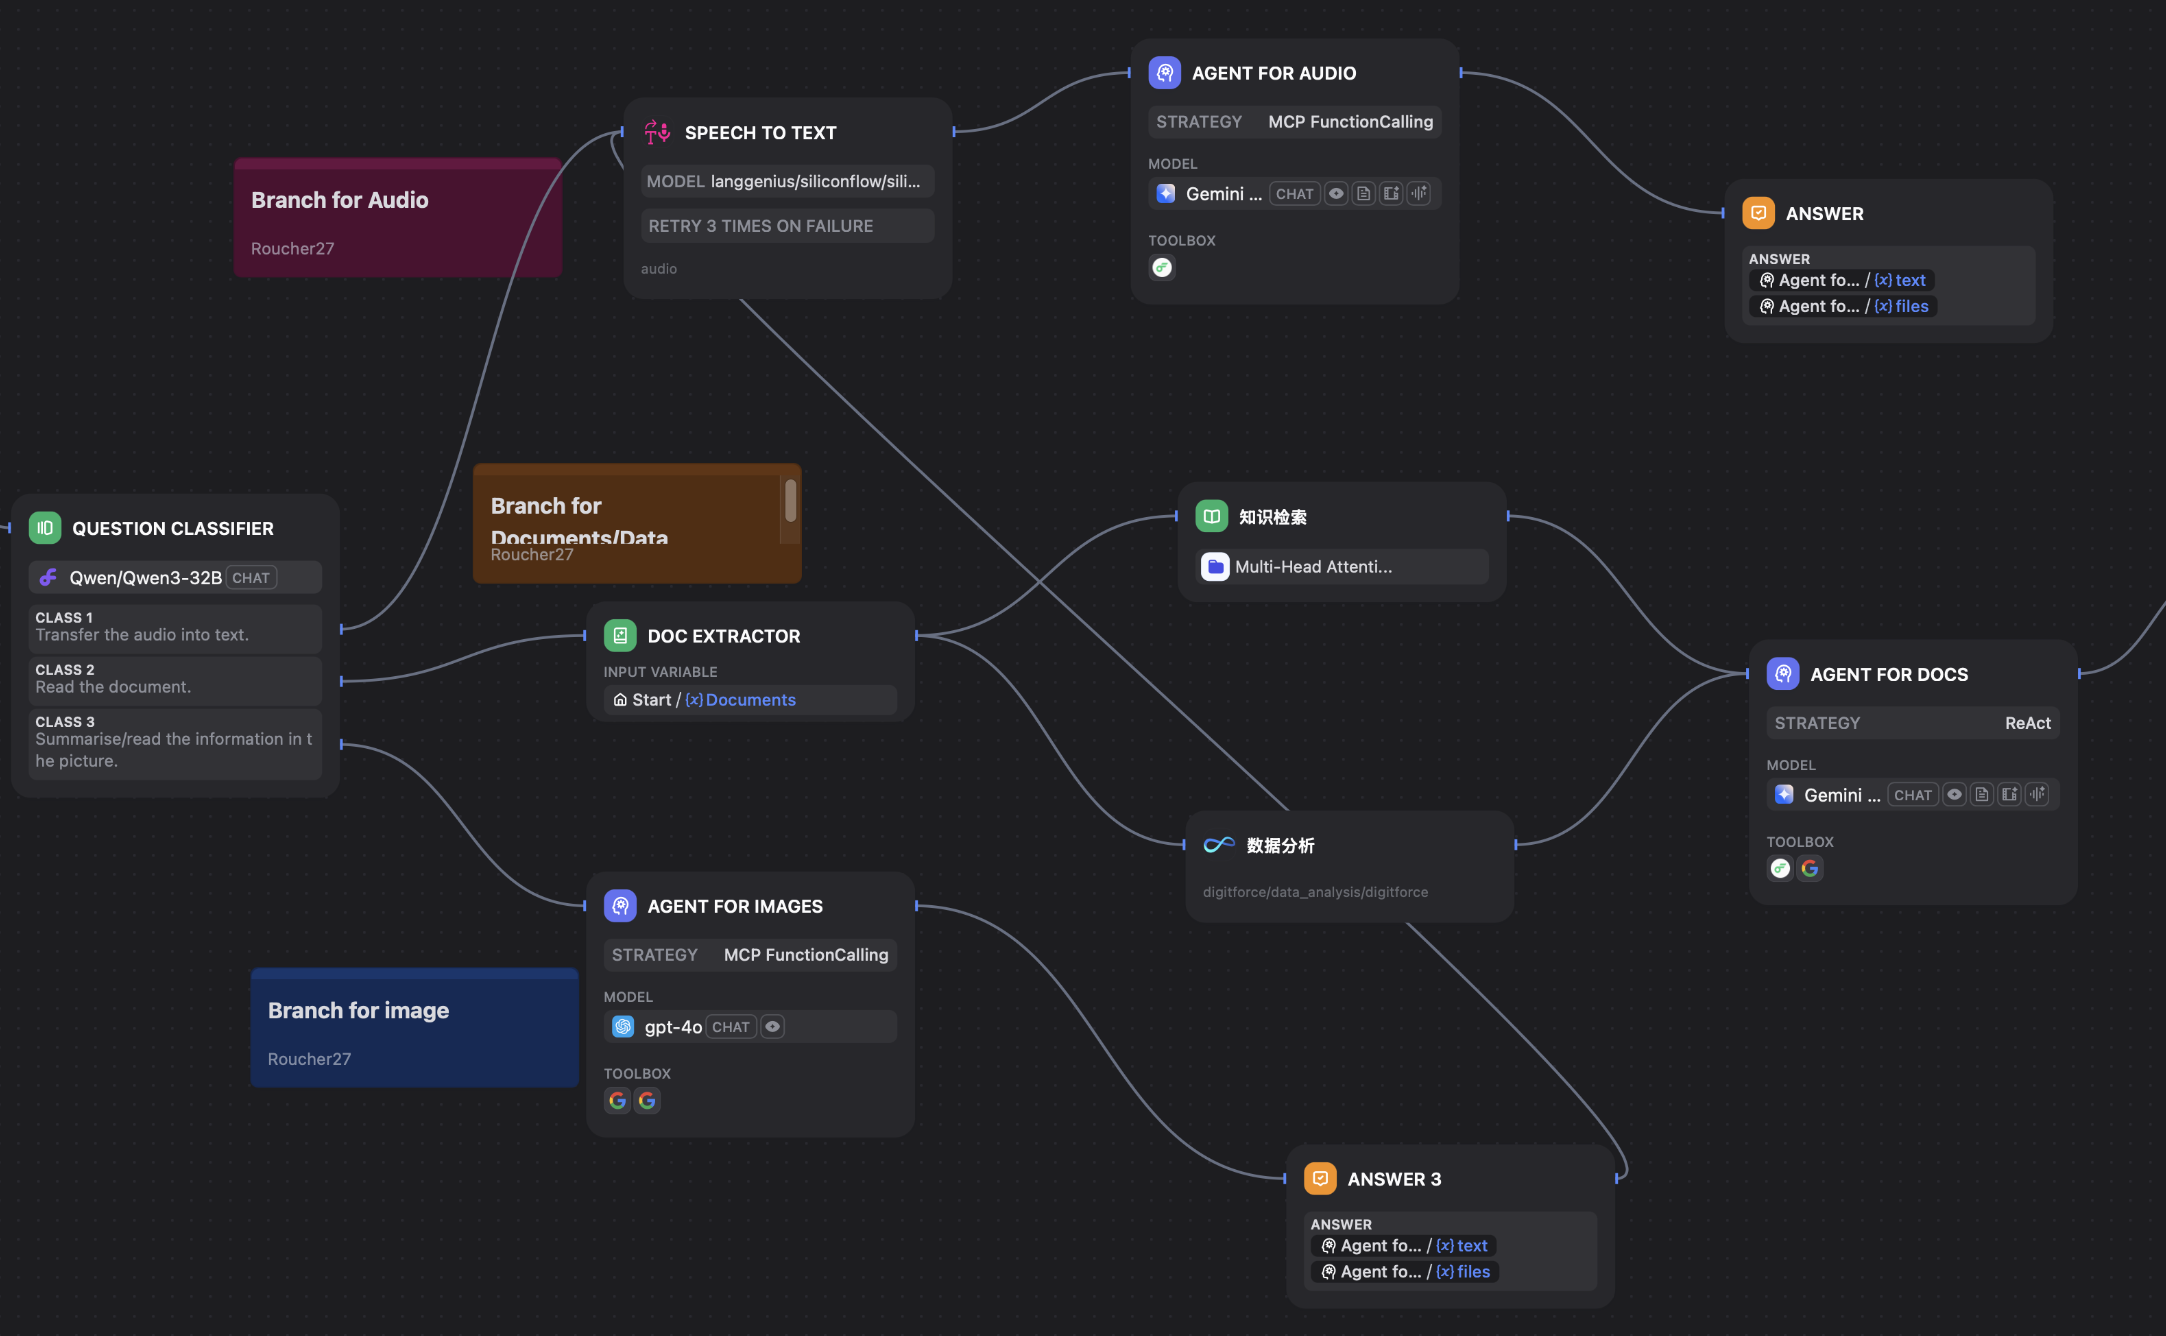 Branch for Audio
Roucher27
SPEECH TO TEXT
MODEL langgenius/siliconflow/sili...
RETRY 3 TIMES ON FAILURE
audio
AGENT FOR AUDIO
STRATEGY MCP FunctionCalling
MODEL
Gemini ... CHAT
TOOLBOX
ANSWER
ANSWER
Agent fo... / {x} text
Agent fo... / {x} files
QUESTION CLASSIFIER
Qwen/Qwen3-32B CHAT
CLASS 1
Transfer the audio into text.
CLASS 2
Read the document.
CLASS 3
Summarise/read the information in t
he picture.
Branch for
Documents/Data
Roucher27
DOC EXTRACTOR
INPUT VARIABLE
Start / {x} Documents
知识检索
Multi-Head Attenti...
数据分析
digitforce/data_analysis/digitforce
AGENT FOR DOCS
STRATEGY ReAct
MODEL
Gemini ... CHAT
TOOLBOX
Branch for image
Roucher27
AGENT FOR IMAGES
STRATEGY MCP FunctionCalling
MODEL
gpt-4o CHAT
TOOLBOX
ANSWER 3
ANSWER
Agent fo... / {x} text
Agent fo... / {x} files